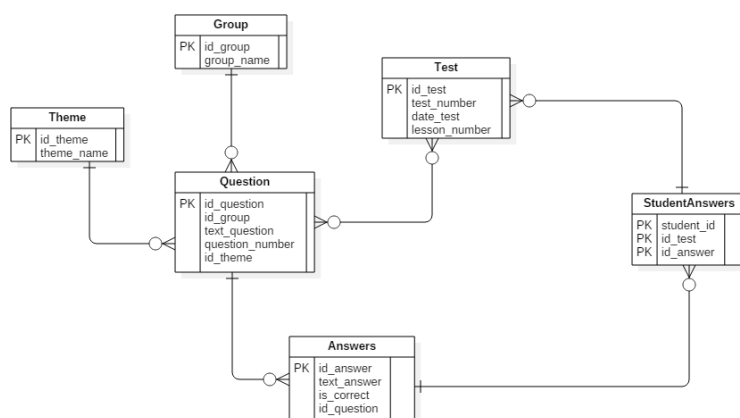 Group
PK id_group
group_name
Test
PK id_test
test_number
date_test
lesson_number
Theme
PK id_theme
theme_name
Question
PK id_question
id_group
text_question
question_number
id_theme
StudentAnswers
PK student_id
PK id_test
PK id_answer
Answers
PK id_answer
text_answer
is_correct
id_question